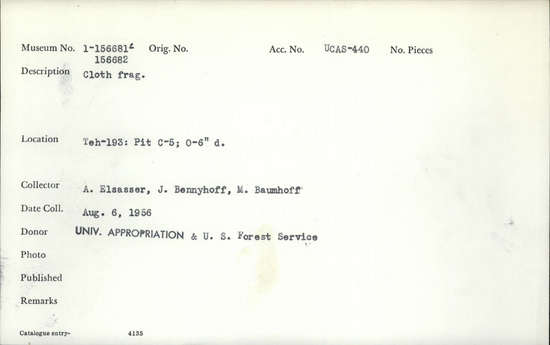 Museum No. 1-156681& Orig. No. Acc. No. UCAS-440 No. Pieces
156682
Description Cloth frag.
Location Teh-193: Pit C-5; 0-6" d.
Collector A. Elsasser, J. Bennyhoff, M. Baumhoff
Date Coll. Aug. 6, 1956
Donor UNIV. APPROPRIATION & U. S. Forest Service
Photo
Published
Remarks
Catalogue entry- 4135